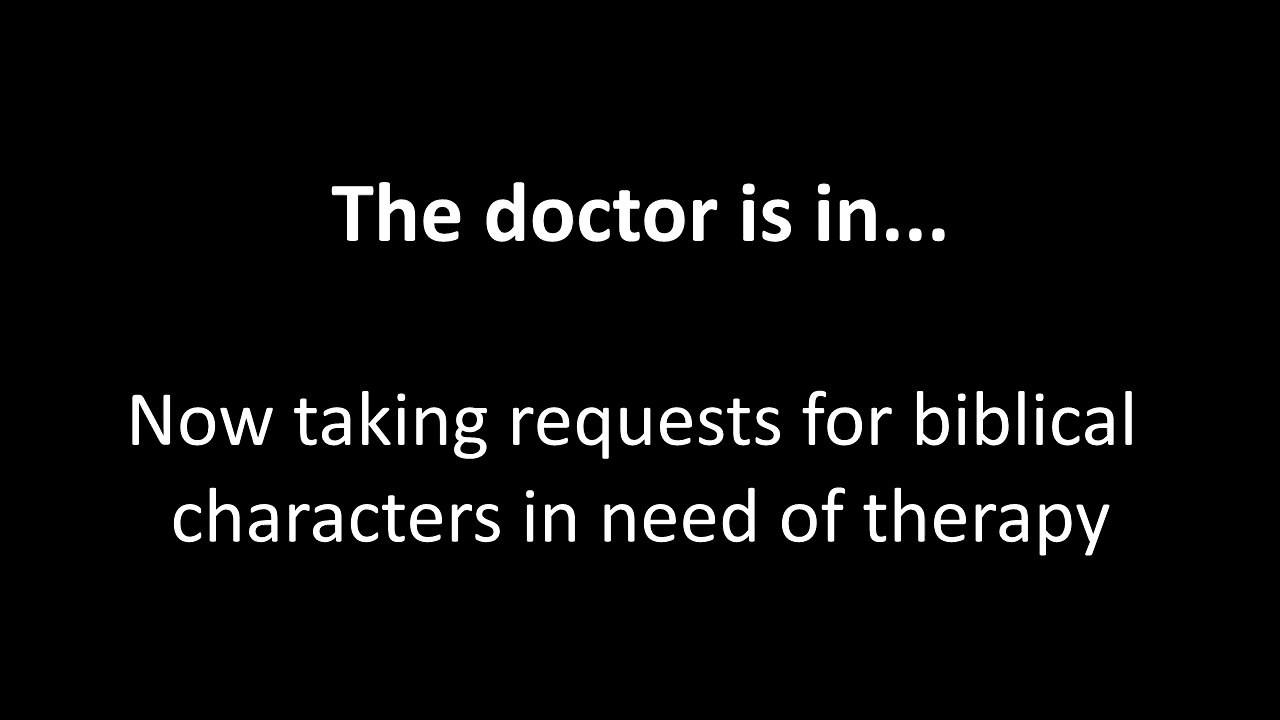 The doctor is in...
Now taking requests for biblical
characters in need of therapy